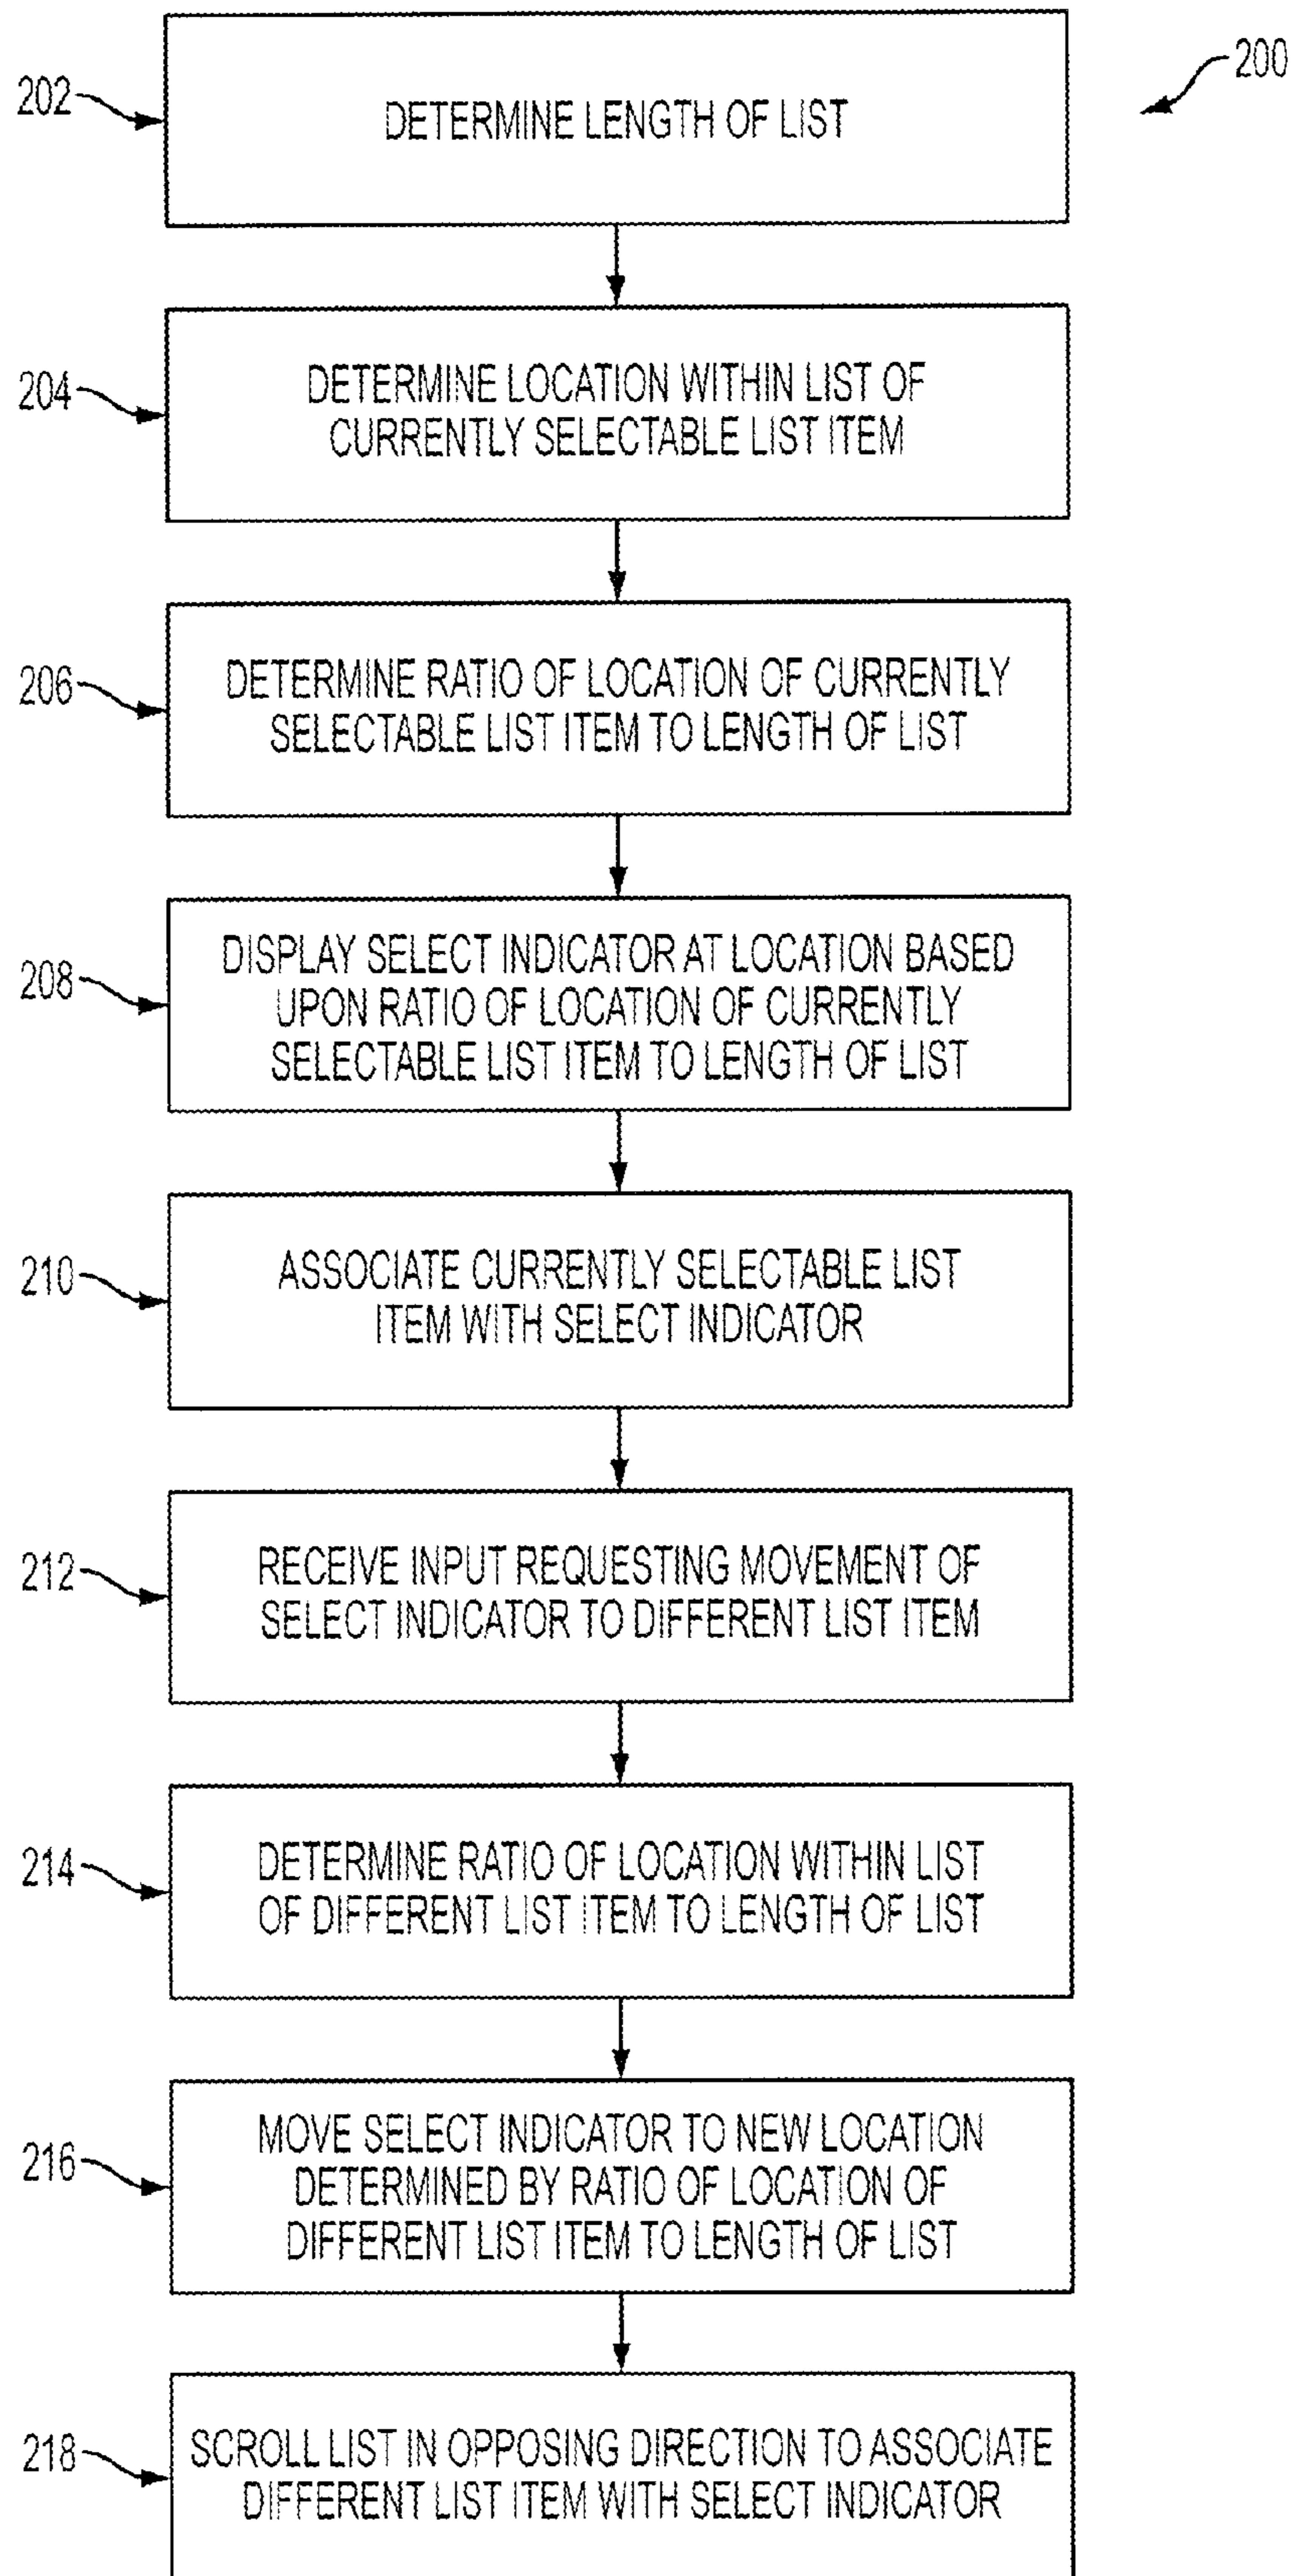 200
202
DETERMINE LENGTH OF LIST
204
DETERMINE LOCATION WITHIN LIST OF
CURRENTLY SELECTABLE LIST ITEM
206
DETERMINE RATIO OF LOCATION OF CURRENTLY
SELECTABLE LIST ITEM TO LENGTH OF LIST
208
DISPLAY SELECT INDICATOR AT LOCATION BASED
UPON RATIO OF LOCATION OF CURRENTLY
SELECTABLE LIST ITEM TO LENGTH OF LIST
210
ASSOCIATE CURRENTLY SELECTABLE LIST
ITEM WITH SELECT INDICATOR
212
RECEIVE INPUT REQUESTING MOVEMENT OF
SELECT INDICATOR TO DIFFERENT LIST ITEM
214
DETERMINE RATIO OF LOCATION WITHIN LIST
OF DIFFERENT LIST ITEM TO LENGTH OF LIST
216
MOVE SELECT INDICATOR TO NEW LOCATION
DETERMINED BY RATIO OF LOCATION OF
DIFFERENT LIST ITEM TO LENGTH OF LIST
218
SCROLL LIST IN OPPOSING DIRECTION TO ASSOCIATE
DIFFERENT LIST ITEM WITH SELECT INDICATOR